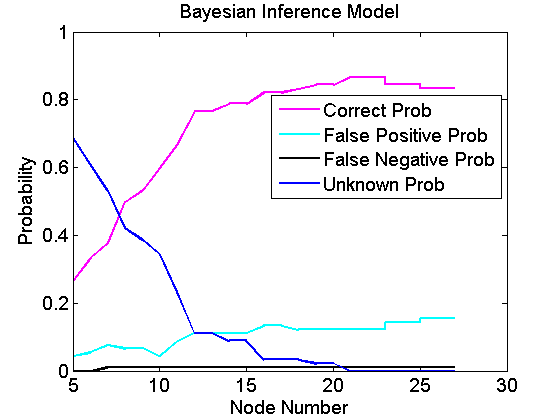 Bayesian Inference Model
1
0.8
0.6
0.4
0.2
0
Probability
Correct Prob
False Positive Prob
False Negative Prob
Unknown Prob
5 10 15 20 25 30
Node Number